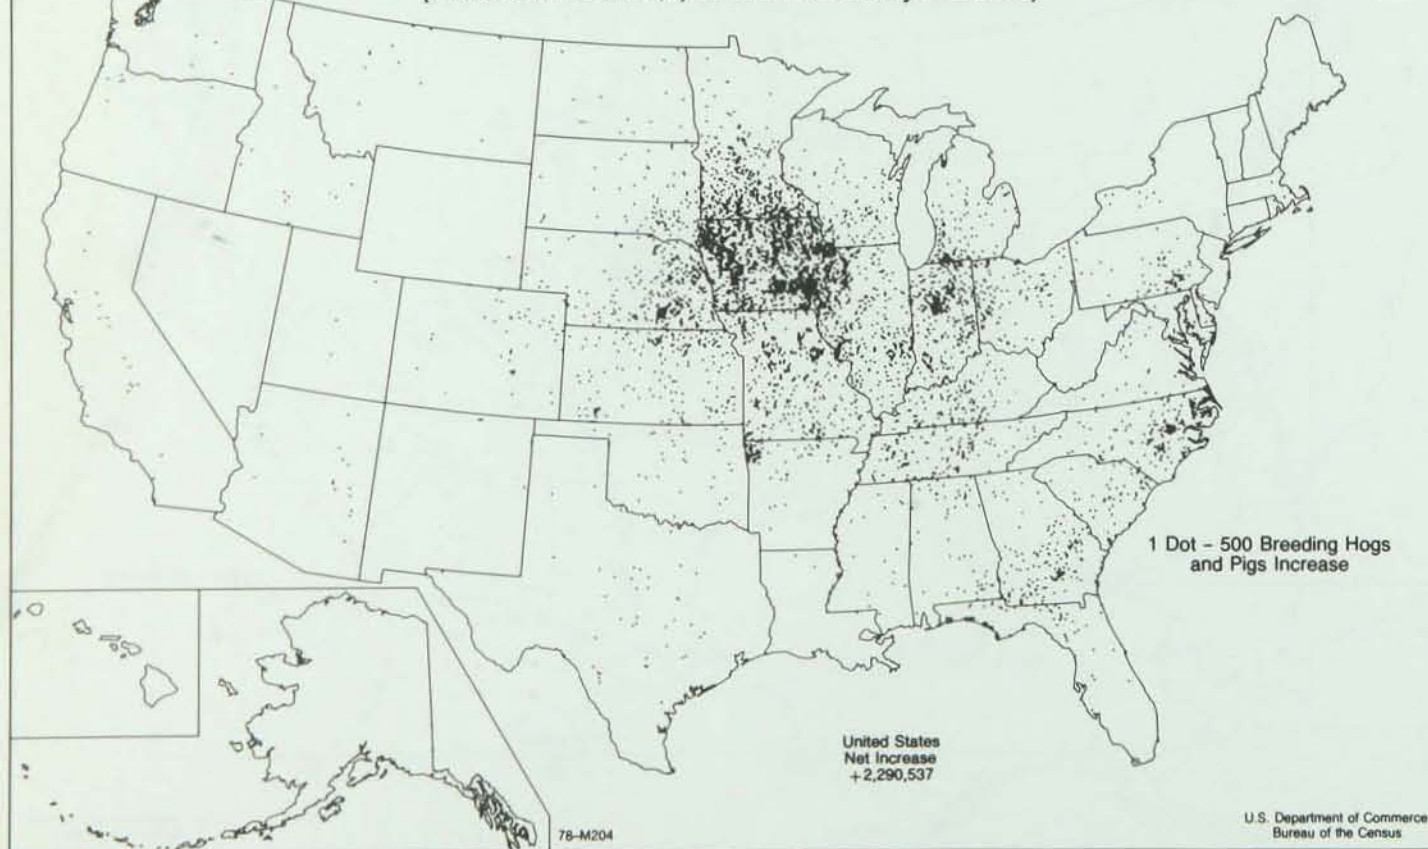 1 Dot – 500 Breeding Hogs
and Pigs Increase
United States
Net Increase
+2,290,537
78–M204
U.S. Department of Commerce
Bureau of the Census